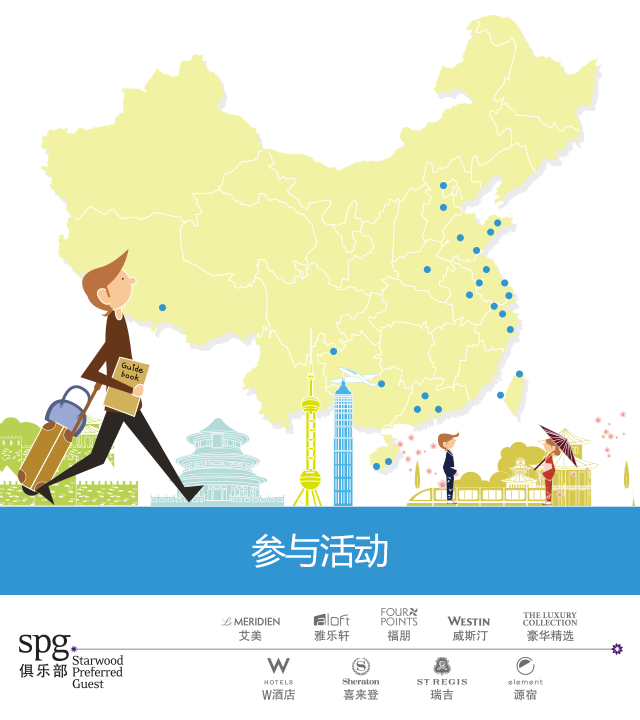 Guide
book
参与活动
Le MERIDIEN
艾美
aloft
雅乐轩
FOUR
POINTS
福朋
WESTIN
威斯汀
THE LUXURY
COLLECTION
豪华精选
spg
俱乐部
Starwood
Preferred
Guest
W
HOTELS
W酒店
S
Sheraton
喜来登
ST REGIS
瑞吉
element
源宿